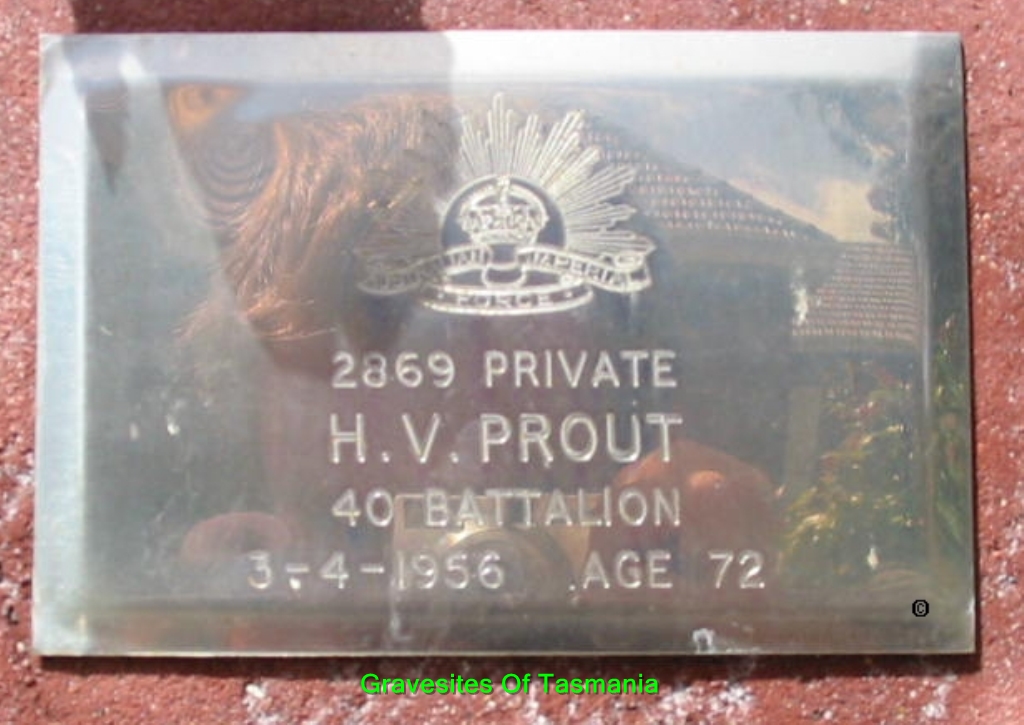 AUSTRALIAN IMPERIAL
FORCE
2869 PRIVATE
H.V. PROUT
40 BATTALION
3-4-1956 AGE 72
©
Gravesites Of Tasmania